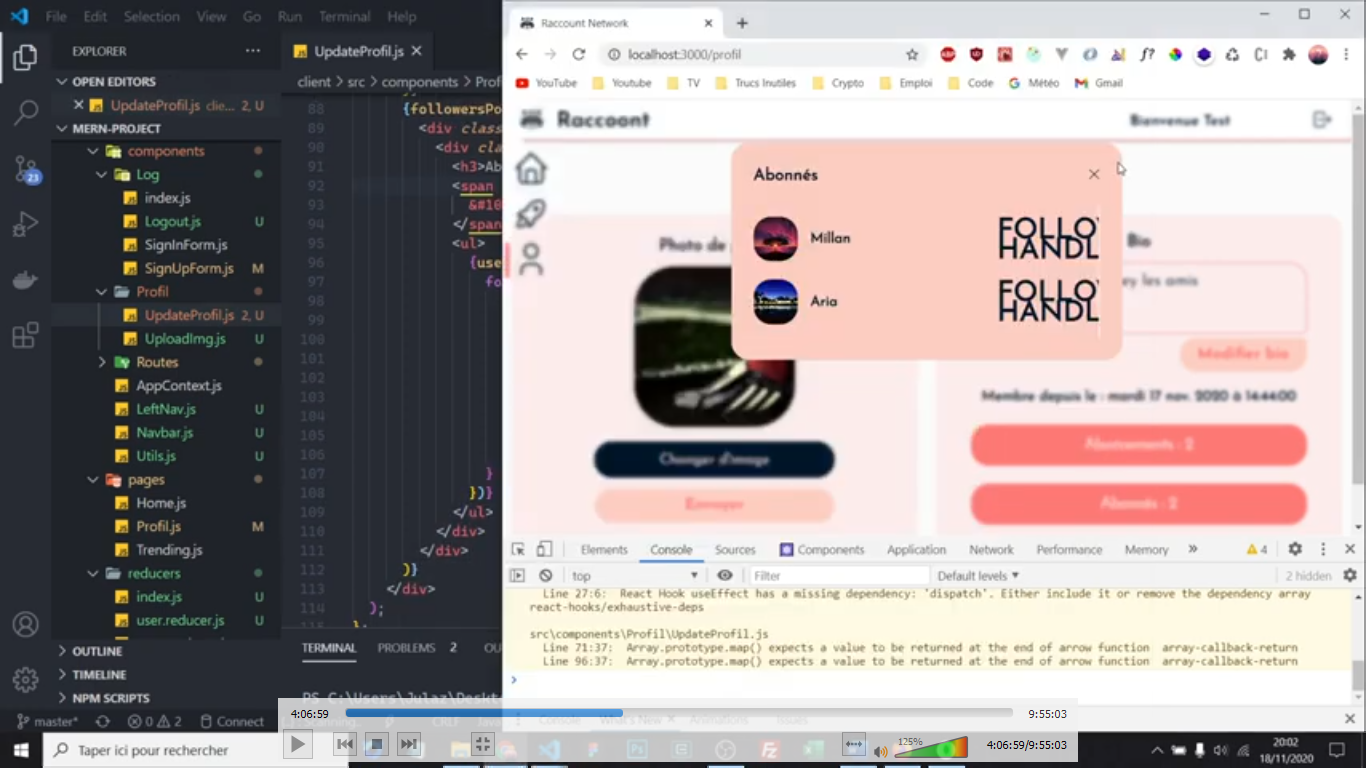 File Edit Selection View Go Run Terminal Help
EXPLORER
OPEN EDITORS
UpdateProfil.js clie... 2, U
MERN-PROJECT
components
Log
index.js
Logout.js U
SignInForm.js
SignUpForm.js M
Profil
UpdateProfil.js 2, U
UploadImg.js U
Routes
AppContext.js
LeftNav.js U
Navbar.js U
Utils.js U
pages
Home.js
Profil.js M
Trending.js
reducers
index.js U
user.reducer.js U
OUTLINE
TIMELINE
NPM SCRIPTS
23
master* 0 2 Connect
UpdateProfil.js
client > src > components > Prof
88
89 {followersPo
90 <div class
91 <div cla
92 <h3>Ab
93 <span
94 &#10
95 </span
96 <ul>
97 {use
98 fo
99
100
101
102
103
104
105
106
107 }
108 })}
109 </ul>
110 </div>
111 </div>
112 )}
113 </div>
114 );
TERMINAL PROBLEMS 2 OU
PS C:\Users\Julaz\Deskt
Raccount Network
localhost:3000/profil
YouTube Youtube TV Trucs Inutiles Crypto Emploi Code Météo Gmail
Raccoont
Bienvenue Test
Abonnés
Millan
FOLLO
HANDL
Aria
FOLLO
HANDL
Photo de
Bio
ey les amis
Modifier bio
Membre depuis le : mardi 17 nov. 2020 à 14:44:00
Changer d'image
Envoyer
Abonnements : 2
Abonnés : 2
Elements Console Sources Components Application Network Performance Memory 4
top Filter Default levels 2 hidden
Line 27:6: React Hook useEffect has a missing dependency: 'dispatch'. Either include it or remove the dependency array
react-hooks/exhaustive-deps
src\components\Profil\UpdateProfil.js
Line 71:37: Array.prototype.map() expects a value to be returned at the end of arrow function array-callback-return
Line 96:37: Array.prototype.map() expects a value to be returned at the end of arrow function array-callback-return
Console What's New Animations Issues
4:06:59 9:55:03
125%
4:06:59/9:55:03
Taper ici pour rechercher
20:02
18/11/2020